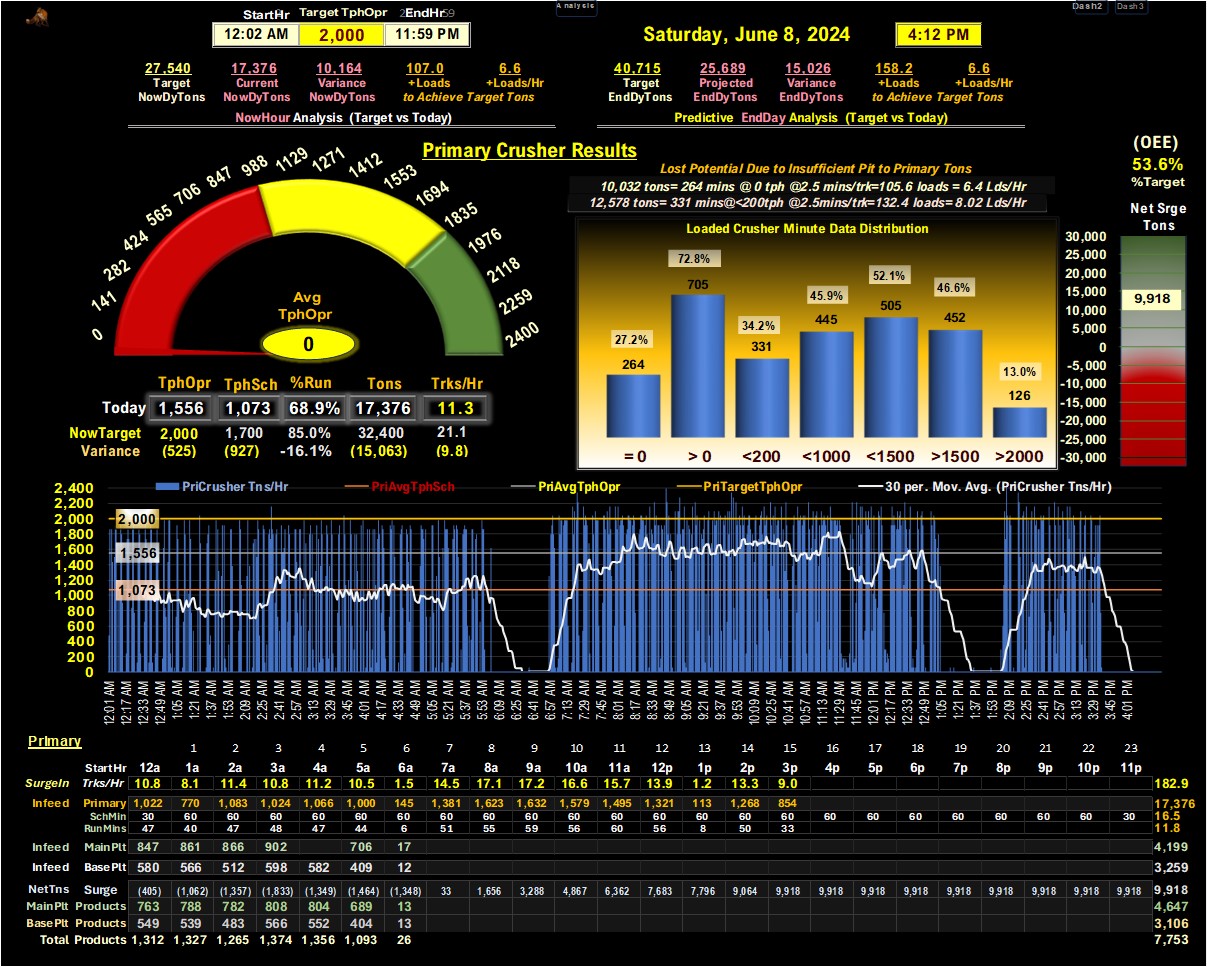 Analysis
Dash2 Dash3
StartHr Target TphOpr EndHr
12:02 AM 2,000 11:59 PM
Saturday, June 8, 2024 4:12 PM
27,540 17,376 10,164 107.0 6.6
Target Current Variance +Loads +Loads/Hr
NowDyTons NowDyTons NowDyTons to Achieve Target Tons
NowHour Analysis (Target vs Today)
40,715 25,689 15,026 158.2 6.6
Target Projected Variance +Loads +Loads/Hr
EndDyTons EndDyTons EndDyTons to Achieve Target Tons
Predictive EndDay Analysis (Target vs Today)
Primary Crusher Results
Lost Potential Due to Insufficient Pit to Primary Tons
10,032 tons= 264 mins @ 0 tph @2.5 mins/trk=105.6 loads = 6.4 Lds/Hr
12,578 tons= 331 mins@<200tph @2.5mins/trk=132.4 loads= 8.02 Lds/Hr
(OEE)
53.6%
%Target
Net Srge
Tons
0 141 282 424 565 706 847 988 1129 1271 1412 1553 1694 1835 1976 2118 2259 2400
Avg
TphOpr
0
TphOpr TphSch %Run Tons Trks/Hr
Today 1,556 1,073 68.9% 17,376 11.3
NowTarget 2,000 1,700 85.0% 32,400 21.1
Variance (525) (927) -16.1% (15,063) (9.8)
Loaded Crusher Minute Data Distribution
27.2% 72.8% 34.2% 45.9% 52.1% 46.6% 13.0%
264 705 331 445 505 452 126
= 0 > 0 <200 <1000 <1500 >1500 >2000
30,000
25,000
20,000
15,000
9,918
10,000
5,000
0
-5,000
-10,000
-15,000
-20,000
-25,000
-30,000
PriCrusher Tns/Hr PriAvgTphSch PriAvgTphOpr PriTargetTphOpr 30 per. Mov. Avg. (PriCrusher Tns/Hr)
2,400
2,200
2,000
1,800
1,600
1,400
1,200
1,000
800
600
400
200
0
2,000
1,556
1,073
12:01 AM 12:17 AM 12:33 AM 12:49 AM 1:05 AM 1:21 AM 1:37 AM 1:53 AM 2:09 AM 2:25 AM 2:41 AM 2:57 AM 3:13 AM 3:29 AM 3:45 AM 4:01 AM 4:17 AM 4:33 AM 4:49 AM 5:05 AM 5:21 AM 5:37 AM 5:53 AM 6:09 AM 6:25 AM 6:41 AM 6:57 AM 7:13 AM 7:29 AM 7:45 AM 8:01 AM 8:17 AM 8:33 AM 8:49 AM 9:05 AM 9:21 AM 9:37 AM 9:53 AM 10:09 AM 10:25 AM 10:41 AM 10:57 AM 11:13 AM 11:29 AM 11:45 AM 12:01 PM 12:17 PM 12:33 PM 12:49 PM 1:05 PM 1:21 PM 1:37 PM 1:53 PM 2:09 PM 2:25 PM 2:41 PM 2:57 PM 3:13 PM 3:29 PM 3:45 PM 4:01 PM
Primary
1 2 3 4 5 6 7 8 9 10 11 12 13 14 15 16 17 18 19 20 21 22 23
StartHr 12a 1a 2a 3a 4a 5a 6a 7a 8a 9a 10a 11a 12p 1p 2p 3p 4p 5p 6p 7p 8p 9p 10p 11p
SurgeIn Trks/Hr 10.8 8.1 11.4 10.8 11.2 10.5 1.5 14.5 17.1 17.2 16.6 15.7 13.9 1.2 13.3 9.0 182.9
Infeed Primary 1,022 770 1,083 1,024 1,066 1,000 145 1,381 1,623 1,632 1,579 1,495 1,321 113 1,268 854 17,376
SchMin 30 60 60 60 60 60 60 60 60 60 60 60 60 60 60 60 60 60 60 60 60 60 60 30 16.5
RunMins 47 40 47 48 47 44 6 51 55 59 56 60 56 8 50 33 11.8
Infeed MainPlt 847 861 866 902 706 17 4,199
Infeed BasePlt 580 566 512 598 582 409 12 3,259
NetTns Surge (405) (1,062) (1,357) (1,833) (1,349) (1,464) (1,348) 33 1,656 3,288 4,867 6,362 7,683 7,796 9,064 9,918 9,918 9,918 9,918 9,918 9,918 9,918 9,918 9,918 9,918
MainPlt Products 763 788 782 808 804 689 13 4,647
BasePlt Products 549 539 483 566 552 404 13 3,106
Total Products 1,312 1,327 1,265 1,374 1,356 1,093 26 7,753